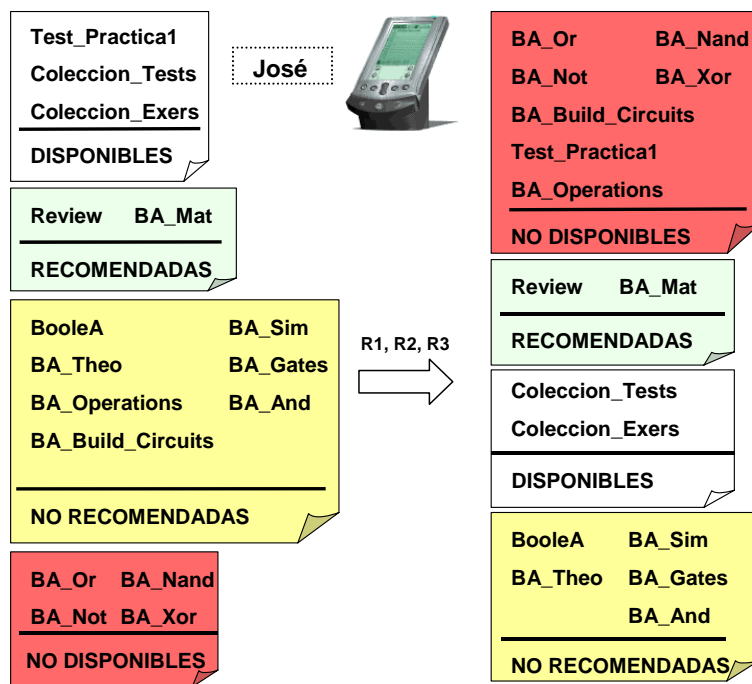 Test_Practica1
Coleccion_Tests
Coleccion_Exers
DISPONIBLES
José
Review BA_Mat
RECOMENDADAS
BooleA BA_Sim
BA_Theo BA_Gates
BA_Operations BA_And
BA_Build_Circuits
NO RECOMENDADAS
BA_Or BA_Nand
BA_Not BA_Xor
NO DISPONIBLES
R1, R2, R3
BA_Or BA_Nand
BA_Not BA_Xor
BA_Build_Circuits
Test_Practica1
BA_Operations
NO DISPONIBLES
Review BA_Mat
RECOMENDADAS
Coleccion_Tests
Coleccion_Exers
DISPONIBLES
BooleA BA_Sim
BA_Theo BA_Gates
BA_And
NO RECOMENDADAS